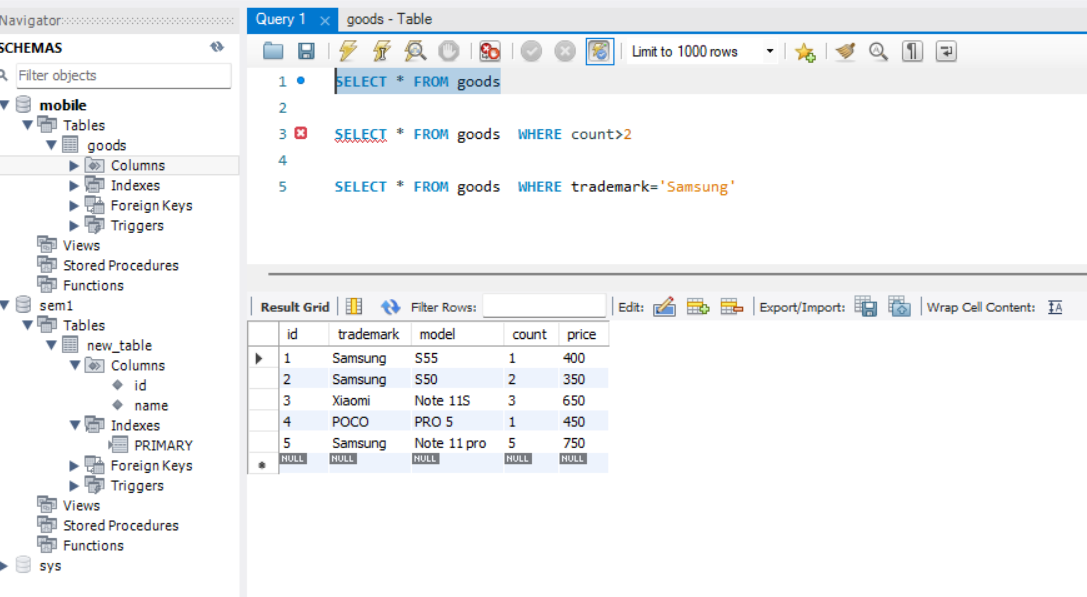 Navigator
SCHEMAS
Filter objects
mobile
Tables
goods
Columns
Indexes
Foreign Keys
Triggers
Views
Stored Procedures
Functions
sem1
Tables
new_table
Columns
id
name
Indexes
PRIMARY
Foreign Keys
Triggers
Views
Stored Procedures
Functions
sys
Query 1 goods - Table
Limit to 1000 rows
1 SELECT * FROM goods
2
3 SELECT * FROM goods WHERE count>2
4
5 SELECT * FROM goods WHERE trademark='Samsung'
Result Grid Filter Rows: Edit: Export/Import: Wrap Cell Content:
id trademark model count price
1 Samsung S55 1 400
2 Samsung S50 2 350
3 Xiaomi Note 11S 3 650
4 POCO PRO 5 1 450
5 Samsung Note 11 pro 5 750
NULL NULL NULL NULL NULL